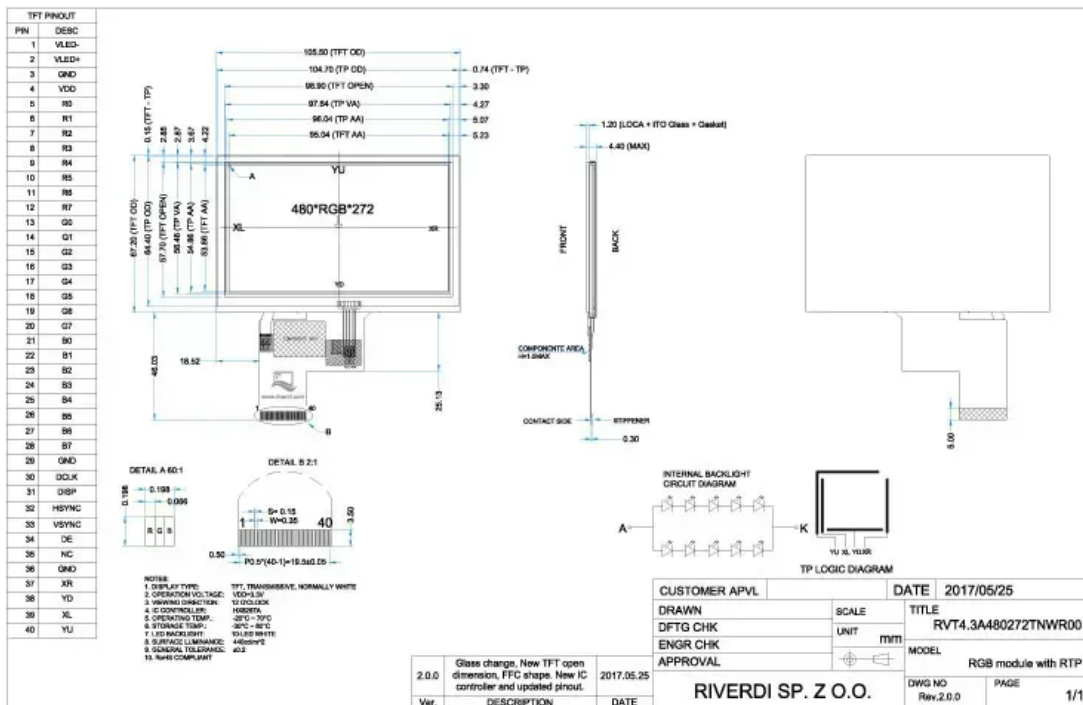 TFT PINOUT
PIN DESC
1 VLED-
2 VLED+
3 GND
4 VDD
5 R0
6 R1
7 R2
8 R3
9 R4
10 R5
11 R6
12 R7
13 G0
14 G1
15 G2
16 G3
17 G4
18 G5
19 G6
20 G7
21 B0
22 B1
23 B2
24 B3
25 B4
26 B5
27 B6
28 B7
29 GND
30 DCLK
31 DISP
32 HSYNC
33 VSYNC
34 DE
35 NC
36 GND
37 XR
38 YD
39 XL
40 YU
105.50 (TFT OD)
104.70 (TP OD)
0.74 (TFT - TP)
98.90 (TFT OPEN)
3.30
97.64 (TP VA)
4.27
96.04 (TP AA)
5.07
95.04 (TFT AA)
5.23
0.15 (TFT - TP)
2.85
2.87
3.67
4.22
67.20 (TFT OD)
64.40 (TP OD)
57.70 (TFT OPEN)
56.46 (TP VA)
54.86 (TP AA)
53.86 (TFT AA)
A
YU
480*RGB*272
XL
XR
YD
46.03
18.52
25.13
www.riverdi.com
1
40
B
1.20 (LOCA + ITO Glass + Gasket)
4.40 (MAX)
FRONT
BACK
COMPONENTE AREA
CONTACT SIDE
STIFFENER
0.30
5.00
DETAIL A 60:1
0.198
0.198
0.066
R G B
DETAIL B 2:1
S= 0.15
W=0.35
1
40
3.50
0.50
P0.5*(40-1)=19.5±0.05
INTERNAL BACKLIGHT
CIRCUIT DIAGRAM
A
K
YU XL YD XR
TP LOGIC DIAGRAM
NOTES:
1. DISPLAY TYPE: TFT, TRANSMISSIVE, NORMALLY WHITE
2. OPERATION VOLTAGE: VDD=3.3V
3. VIEWING DIRECTION: 12 O'CLOCK
4. IC CONTROLLER:
5. OPERATING TEMP.: -20°C ~ 70°C
6. STORAGE TEMP.: -30°C ~ 80°C
7. LED BACKLIGHT: 10-LED WHITE
8. SURFACE LUMINANCE:
9. GENERAL TOLERANCE: ±0.2
10. RoHS COMPLIANT
2.0.0
Glass change, New TFT open
dimension, FFC shape. New IC
controller and updated pinout.
2017.05.25
Ver. DESCRIPTION DATE
CUSTOMER APVL
DATE 2017/05/25
DRAWN
DFTG CHK
ENGR CHK
APPROVAL
SCALE
UNIT mm
TITLE
RVT4.3A480272TNWR00
MODEL
RGB module with RTP
RIVERDI SP. Z O.O.
DWG NO
Rev.2.0.0
PAGE
1/1